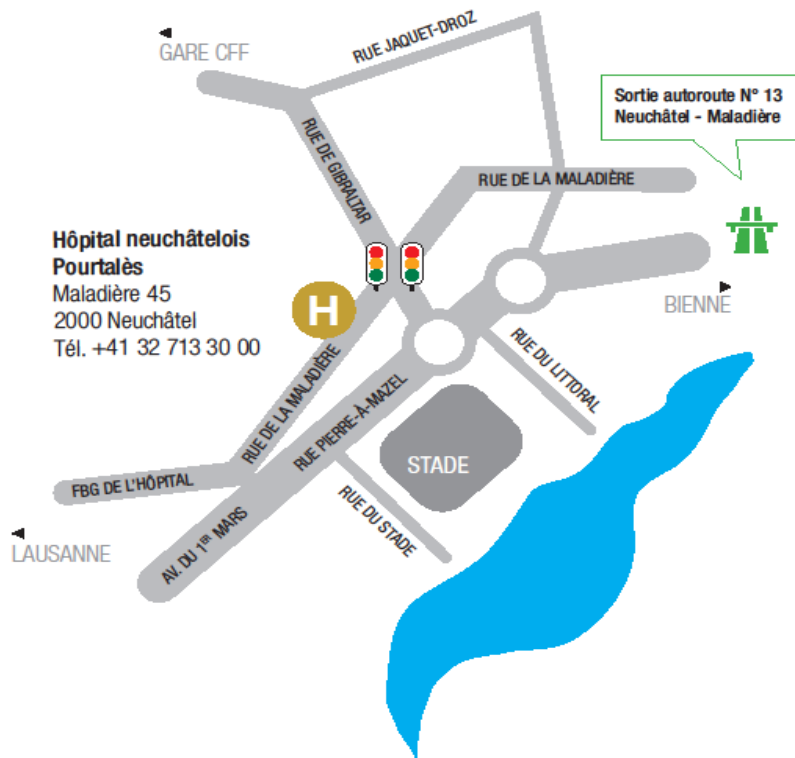 GARE CFF
RUE JAQUET-DROZ
Sortie autoroute N° 13
Neuchâtel - Maladière
RUE DE GIBRALTAR
RUE DE LA MALADIÈRE
Hôpital neuchâtelois
Pourtalès
Maladière 45
2000 Neuchâtel
Tél. +41 32 713 30 00
H
BIENNE
RUE DE LA MALADIÈRE
RUE PIERRE-À-MAZEL
RUE DU LITTORAL
STADE
FBG DE L'HÔPITAL
RUE DU STADE
AV. DU 1ER MARS
LAUSANNE